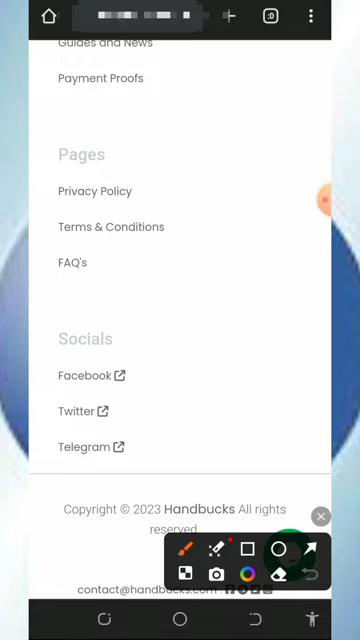 :D
Guides and News
Payment Proofs
Pages
Privacy Policy
Terms & Conditions
FAQ's
Socials
Facebook
Twitter
Telegram
Copyright © 2023 Handbucks All rights
reserved
contact@handbucks.com